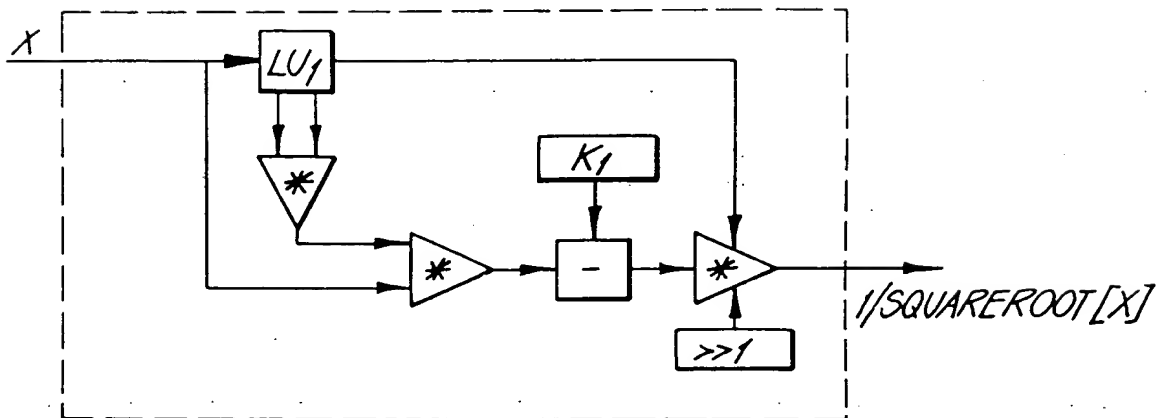 X
LU1
*
K1
*
-
*
1/SQUAREROOT[X]
>>1